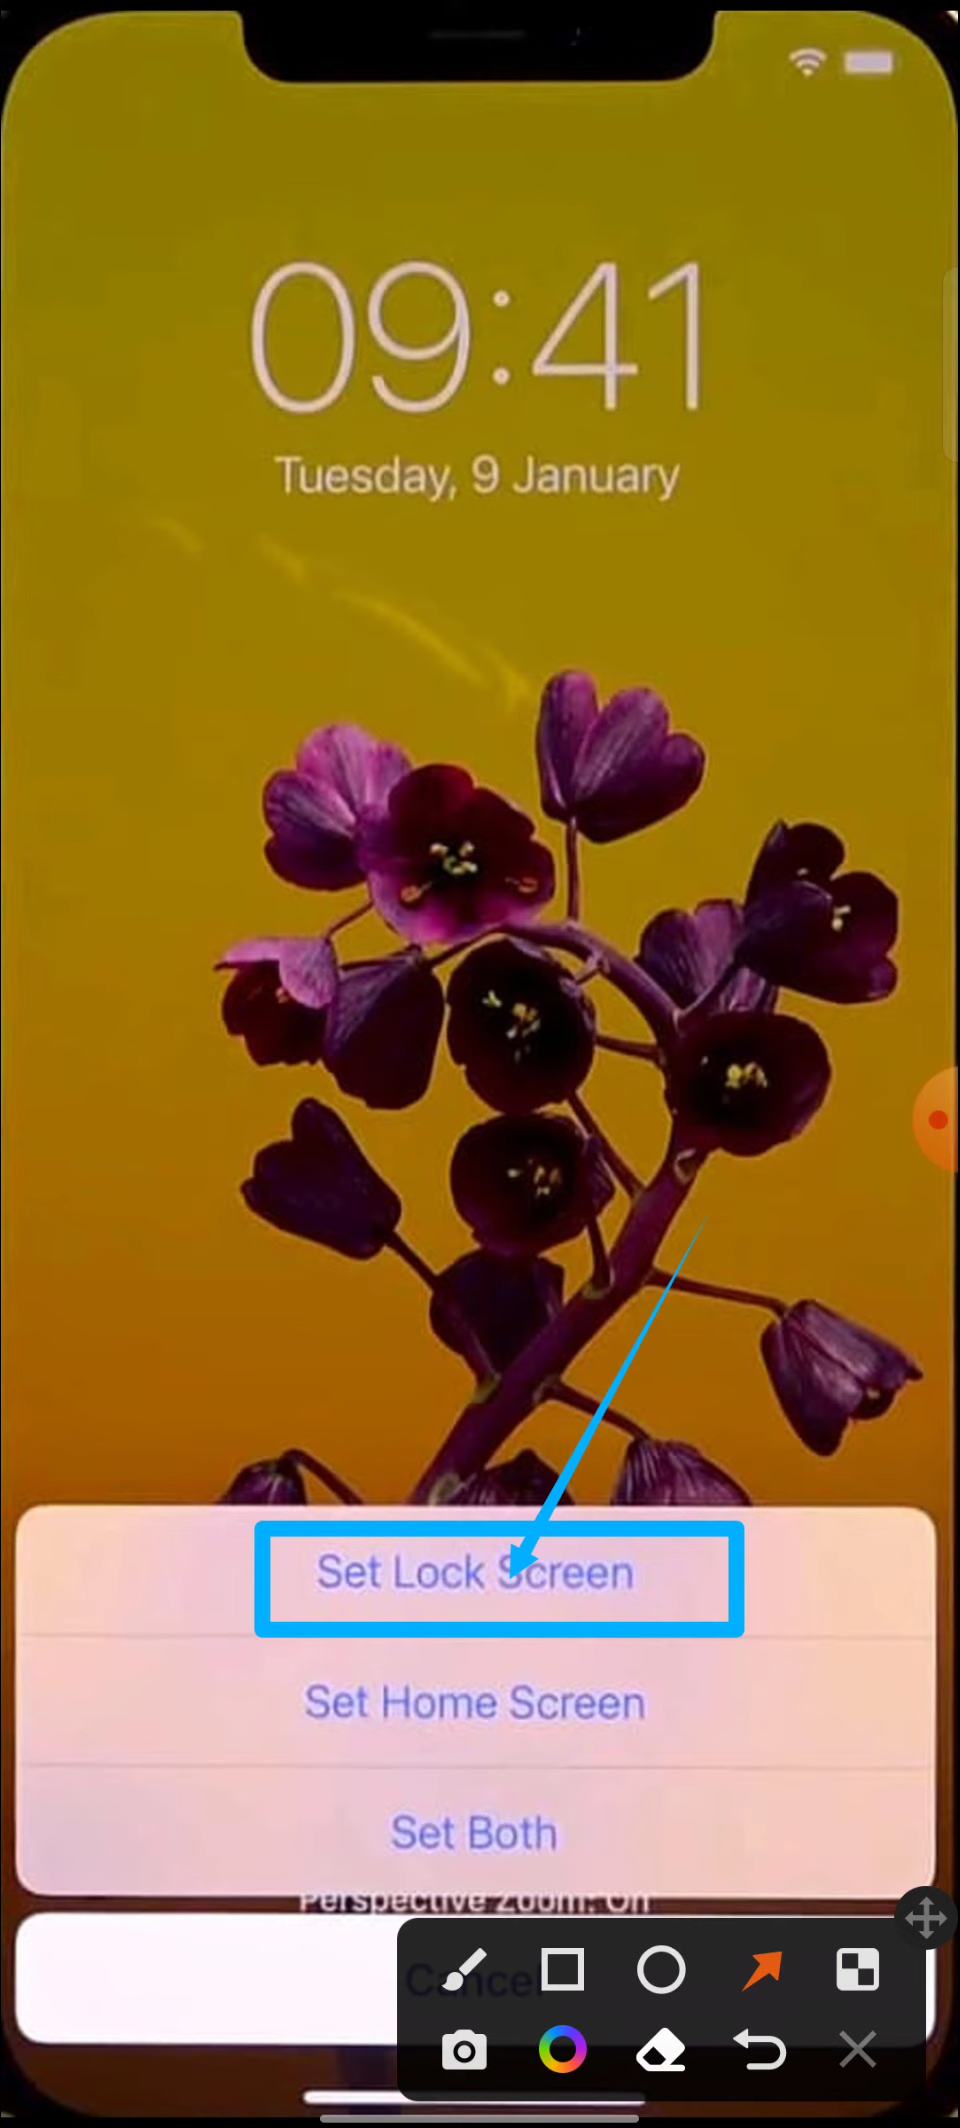 09:41
Tuesday, 9 January
Set Lock Screen
Set Home Screen
Set Both
Perspective Zoom: On
Cancel